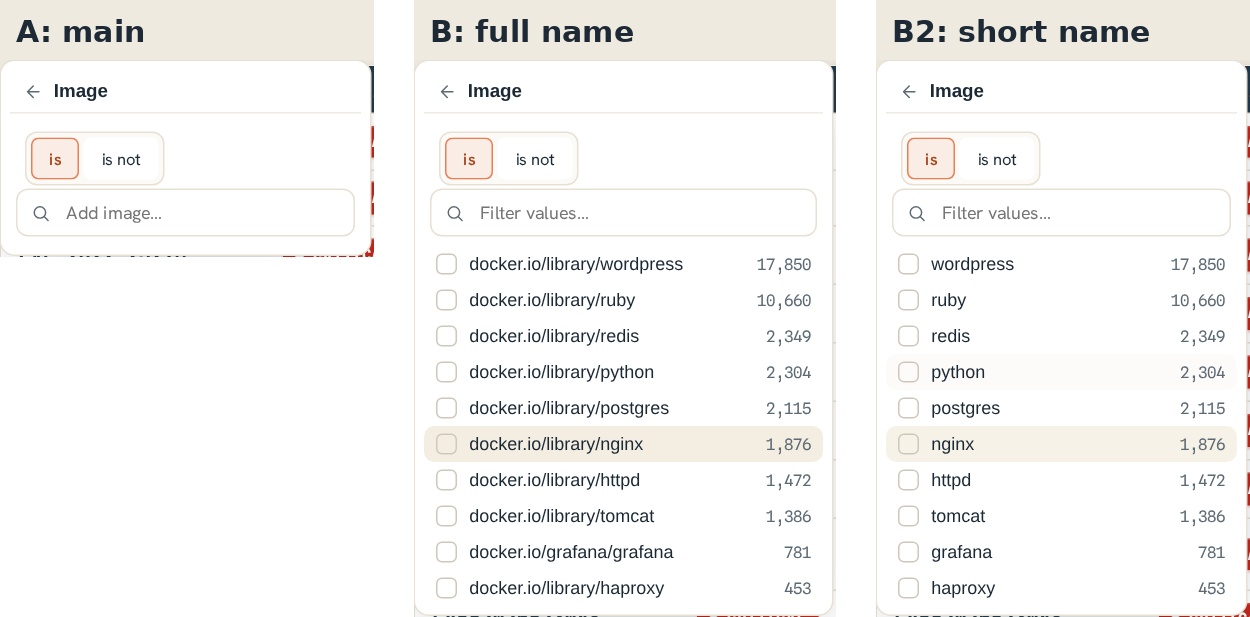 A: main
Image
is is not
Add image...
B: full name
Image
is is not
Filter values...
docker.io/library/wordpress 17,850
docker.io/library/ruby 10,660
docker.io/library/redis 2,349
docker.io/library/python 2,304
docker.io/library/postgres 2,115
docker.io/library/nginx 1,876
docker.io/library/httpd 1,472
docker.io/library/tomcat 1,386
docker.io/grafana/grafana 781
docker.io/library/haproxy 453
B2: short name
Image
is is not
Filter values...
wordpress 17,850
ruby 10,660
redis 2,349
python 2,304
postgres 2,115
nginx 1,876
httpd 1,472
tomcat 1,386
grafana 781
haproxy 453